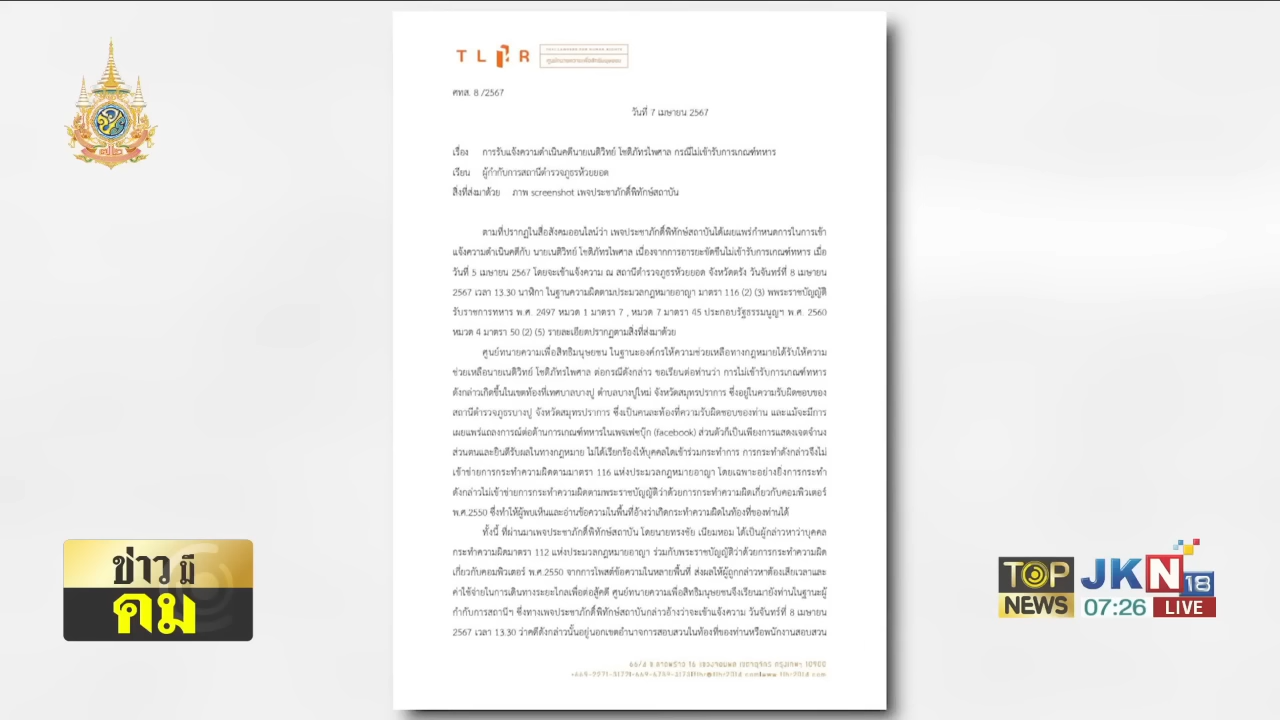 TL R
THAI LAWYERS FOR HUMAN RIGHTS
ศูนย์ทนายความเพื่อสิทธิมนุษยชน
ศทส. 8 /2567
วันที่ 7 เมษายน 2567
เรื่อง การรับแจ้งความดำเนินคดีนายเนติวิทย์ โชติภัทรไพศาล กรณีไม่เข้ารับการเกณฑ์ทหาร
เรียน ผู้กำกับการสถานีตำรวจภูธรห้วยยอด
สิ่งที่ส่งมาด้วย ภาพ screenshot เพจประชาภักดิ์พิทักษ์สถาบัน
ตามที่ปรากฏในสื่อสังคมออนไลน์ว่า เพจประชาภักดิ์พิทักษ์สถาบันได้เผยแพร่กำหนดการในการเข้า
แจ้งความดำเนินคดีกับ นายเนติวิทย์ โชติภัทรไพศาล เนื่องจากการอารยะขัดขืนไม่เข้ารับการเกณฑ์ทหาร เมื่อ
วันที่ 5 เมษายน 2567 โดยจะเข้าแจ้งความ ณ สถานีตำรวจภูธรห้วยยอด จังหวัดตรัง วันจันทร์ที่ 8 เมษายน
2567 เวลา 13.30 นาฬิกา ในฐานความผิดตามประมวลกฎหมายอาญา มาตรา 116 (2) (3) พพระราชบัญญัติ
รับราชการทหาร พ.ศ. 2497 หมวด 1 มาตรา 7 , หมวด 7 มาตรา 45 ประกอบรัฐธรรมนูญฯ พ.ศ. 2560
หมวด 4 มาตรา 50 (2) (5) รายละเอียดปรากฏตามสิ่งที่ส่งมาด้วย
ศูนย์ทนายความเพื่อสิทธิมนุษยชน ในฐานะองค์กรให้ความช่วยเหลือทางกฎหมายได้รับให้ความ
ช่วยเหลือนายเนติวิทย์ โชติภัทรไพศาล ต่อกรณีดังกล่าว ขอเรียนต่อท่านว่า การไม่เข้ารับการเกณฑ์ทหาร
ดังกล่าวเกิดขึ้นในเขตท้องที่เทศบาลบางปู ตำบลบางปูใหม่ จังหวัดสมุทรปราการ ซึ่งอยู่ในความรับผิดชอบของ
สถานีตำรวจภูธรบางปู จังหวัดสมุทรปราการ ซึ่งเป็นคนละท้องที่ความรับผิดชอบของท่าน และแม้จะมีการ
เผยแพร่แถลงการณ์ต่อต้านการเกณฑ์ทหารในเพจเฟซบุ๊ก (facebook) ส่วนตัวก็เป็นเพียงการแสดงเจตจำนง
ส่วนตนและยินดีรับผลในทางกฎหมาย ไม่ได้เรียกร้องให้บุคคลใดเข้าร่วมกระทำการ การกระทำดังกล่าวจึงไม่
เข้าข่ายการกระทำความผิดตามมาตรา 116 แห่งประมวลกฎหมายอาญา โดยเฉพาะอย่างยิ่งการกระทำ
ดังกล่าวไม่เข้าข่ายการกระทำความผิดตามพระราชบัญญัติว่าด้วยการกระทำความผิดเกี่ยวกับคอมพิวเตอร์
พ.ศ.2550 ซึ่งทำให้ผู้พบเห็นและอ่านข้อความในพื้นที่อ้างว่าเกิดกระทำความผิดในท้องที่ของท่านได้
ทั้งนี้ ที่ผ่านมาเพจประชาภักดิ์พิทักษ์สถาบัน โดยนายทรงชัย เนียมหอม ได้เป็นผู้กล่าวหาว่าบุคคล
กระทำความผิดมาตรา 112 แห่งประมวลกฎหมายอาญา ร่วมกับพระราชบัญญัติว่าด้วยการกระทำความผิด
เกี่ยวกับคอมพิวเตอร์ พ.ศ.2550 จากการโพสต์ข้อความในหลายพื้นที่ ส่งผลให้ผู้ถูกกล่าวหาต้องเสียเวลาและ
ค่าใช้จ่ายในการเดินทางระยะไกลเพื่อต่อสู้คดี ศูนย์ทนายความเพื่อสิทธิมนุษยชนจึงเรียนมายังท่านในฐานะผู้
กำกับการสถานีฯ ซึ่งทางเพจประชาภักดิ์พิทักษ์สถาบันกล่าวอ้างว่าจะเข้าแจ้งความ วันจันทร์ที่ 8 เมษายน
2567 เวลา 13.30 ว่าคดีดังกล่าวนั้นอยู่นอกเขตอำนาจการสอบสวนในท้องที่ของท่านหรือพนักงานสอบสวน
ข่าวมีคม
TOP NEWS
JKN 18
07:26 LIVE